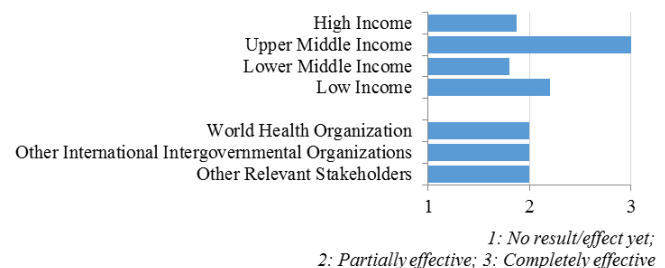 High Income
Upper Middle Income
Lower Middle Income
Low Income
World Health Organization
Other International Intergovernmental Organizations
Other Relevant Stakeholders
1 2 3
1: No result/effect yet;
2: Partially effective; 3: Completely effective